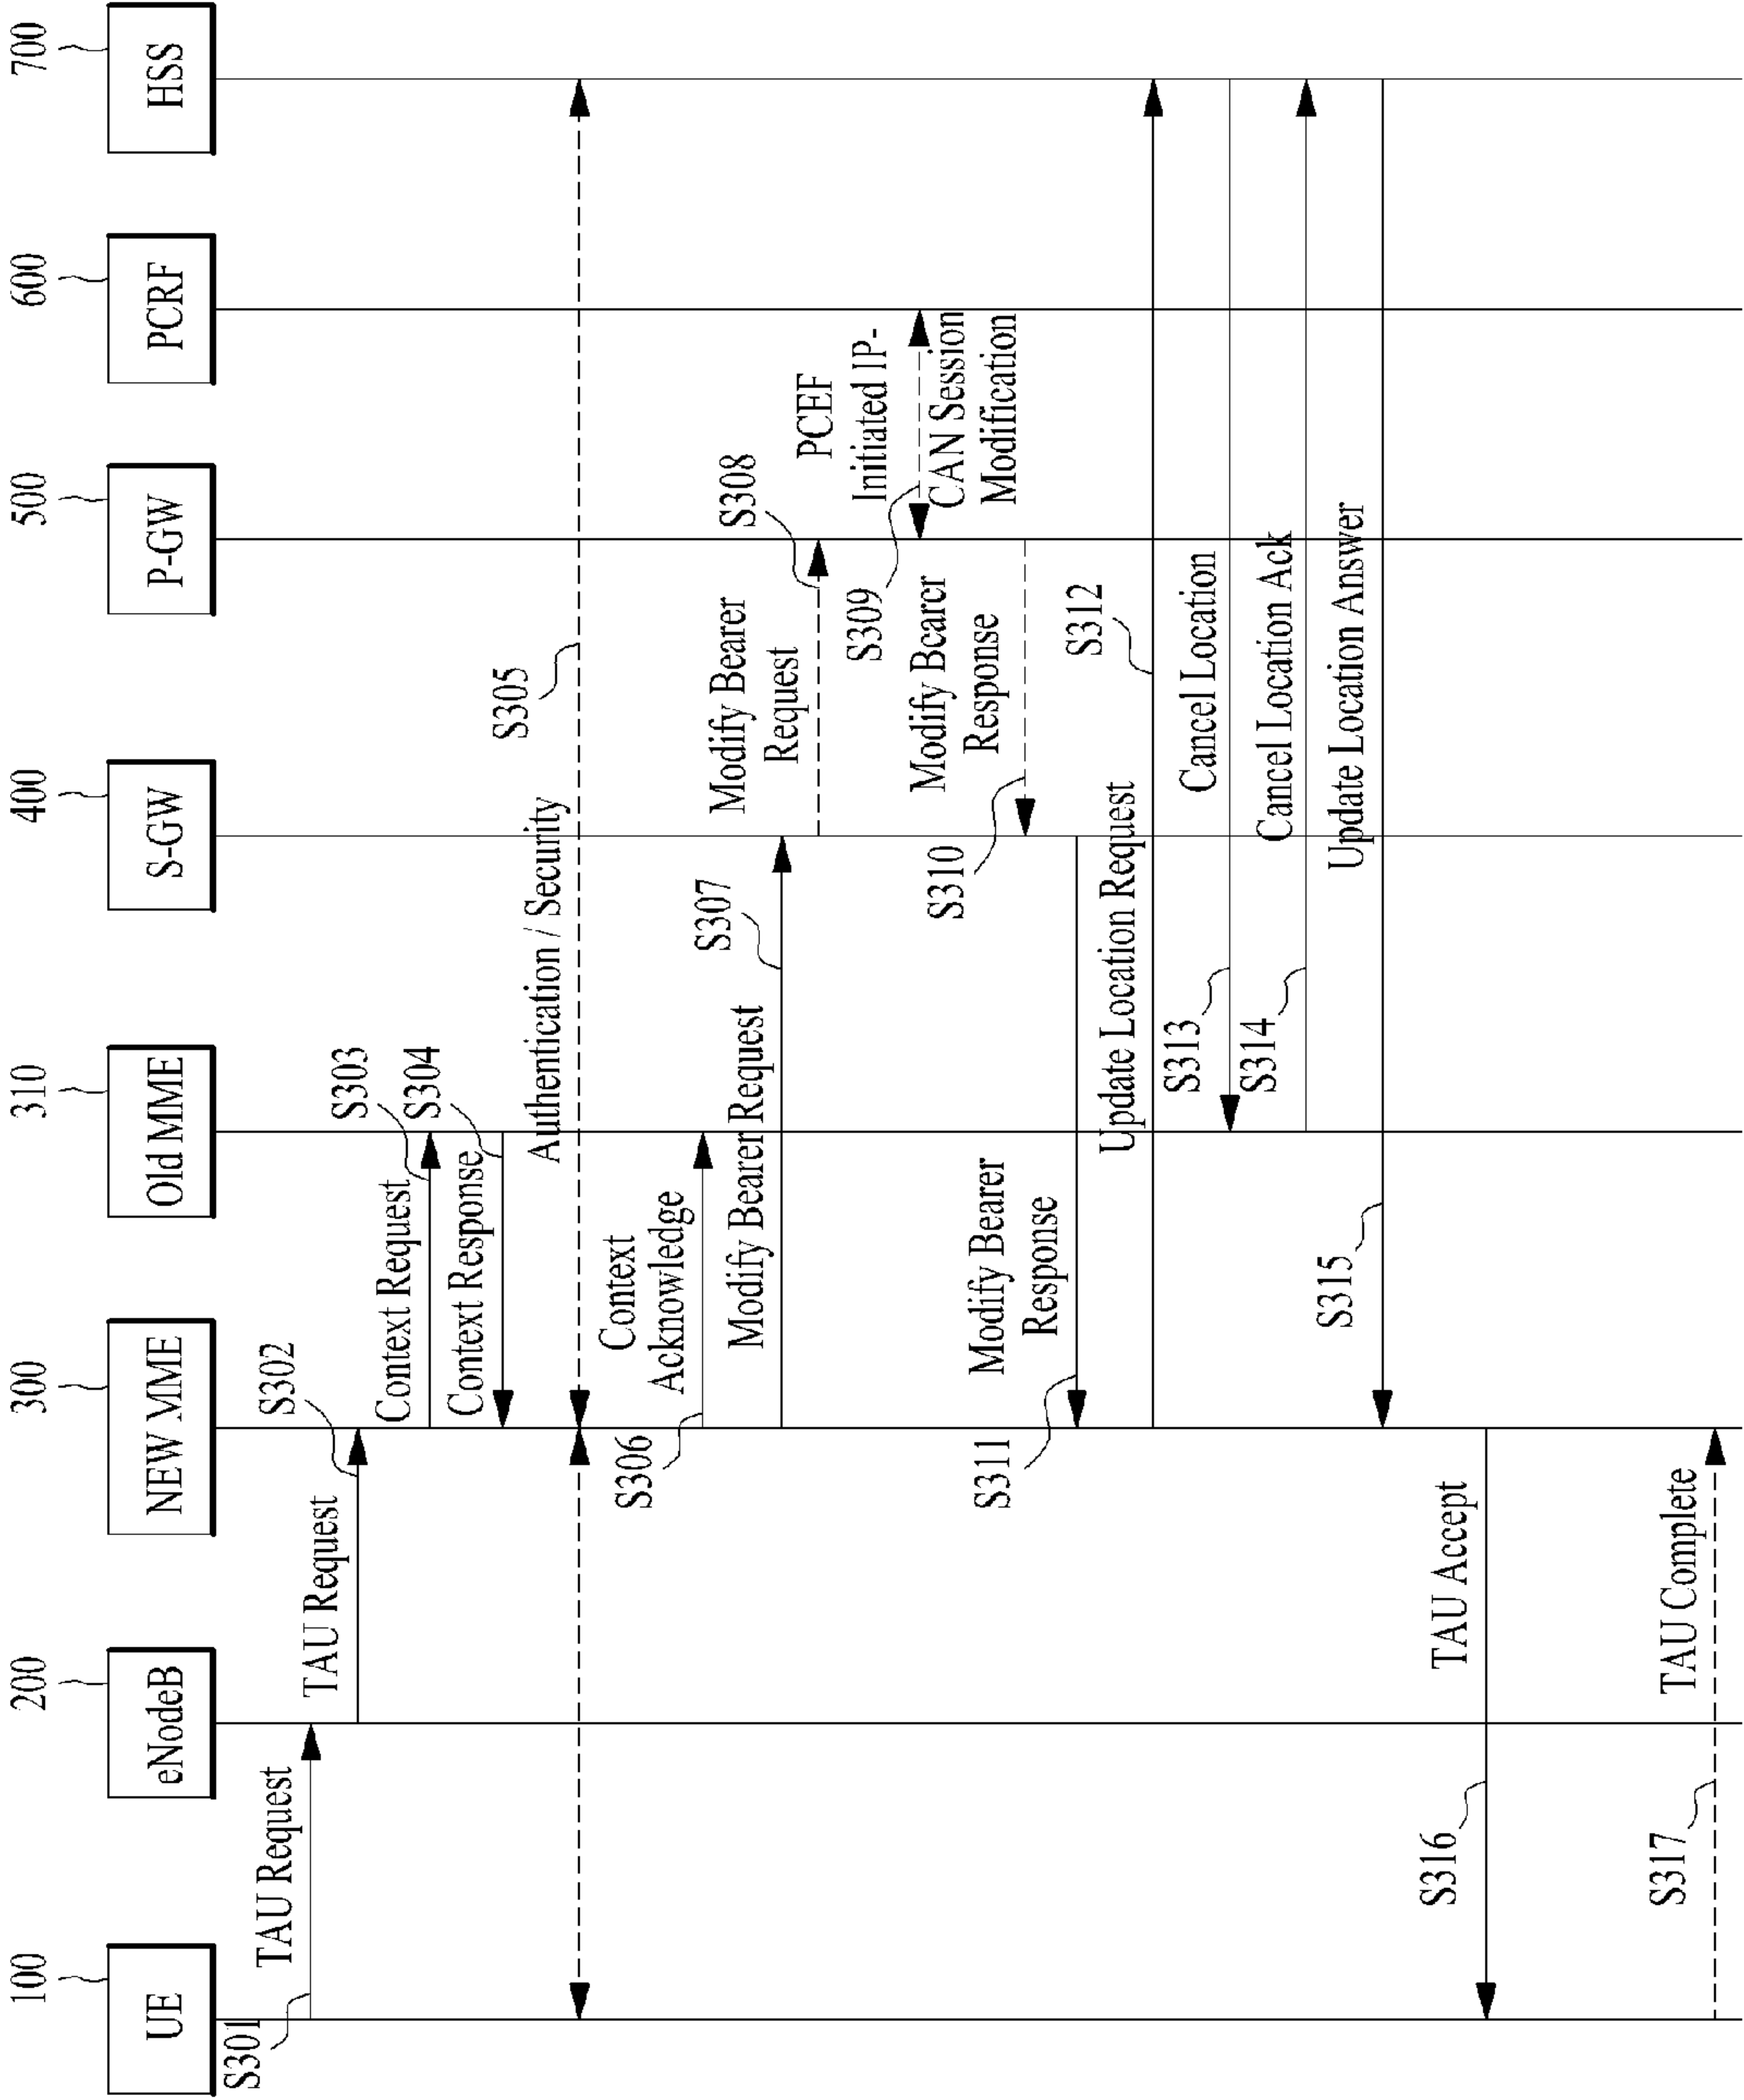 100
200
300
310
400
500
600
700
UE
eNodeB
NEW MME
Old MME
S-GW
P-GW
PCRF
HSS
S301
TAU Request
TAU Request
S302
Context Request
S303
Context Response
S304
Authentication / Security
S305
Context
Acknowledge
S306
Modify Bearer Request
S307
Modify Bearer
Request
S308
PCEF
Initiated IP-
CAN Session
Modification
S309
Modify Bearer
Response
S310
Modify Bearer
Response
S311
Update Location Request
S312
Cancel Location
S313
Cancel Location Ack
S314
Update Location Answer
S315
TAU Accept
S316
TAU Complete
S317